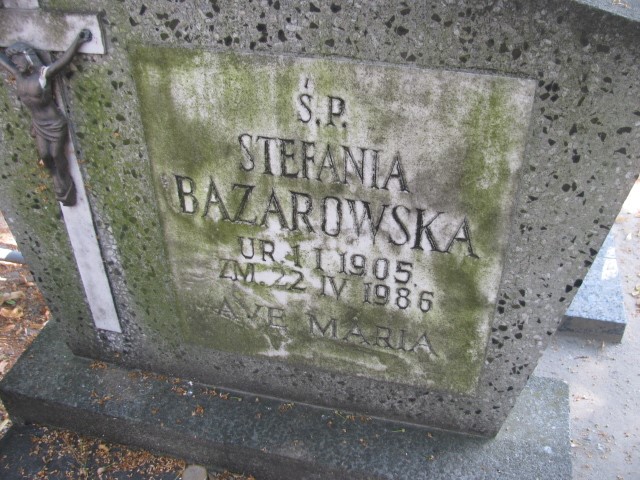 Ś.P.
STEFANIA
BAZAROWSKA
UR. 1 I 1905.
ZM. 22 IV 1986
AVE MARIA